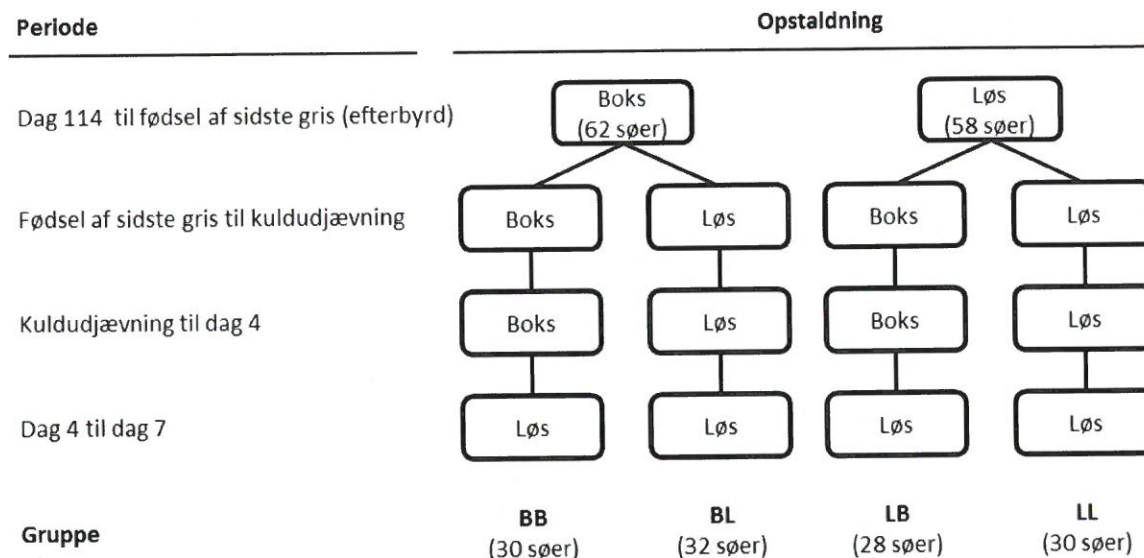 Periode
Opstaldning
Dag 114 til fødsel af sidste gris (efterbyrd)
Boks
(62 søer)
Løs
(58 søer)
Fødsel af sidste gris til kuldudjævning
Boks
Løs
Boks
Løs
Kuldudjævning til dag 4
Boks
Løs
Boks
Løs
Dag 4 til dag 7
Løs
Løs
Løs
Løs
Gruppe
BB
(30 søer)
BL
(32 søer)
LB
(28 søer)
LL
(30 søer)